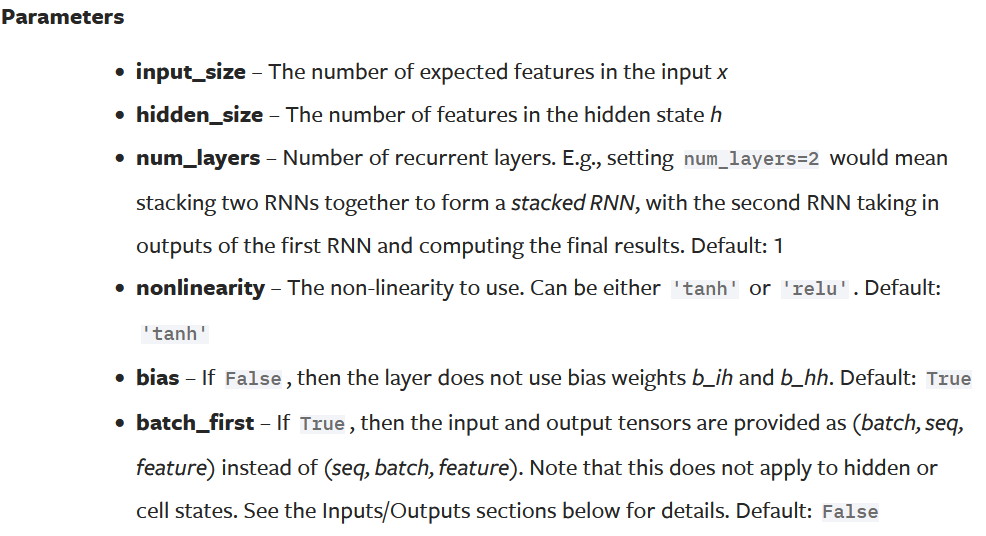 Parameters
• input_size – The number of expected features in the input x
• hidden_size – The number of features in the hidden state h
• num_layers – Number of recurrent layers. E.g., setting num_layers=2 would mean
stacking two RNNs together to form a stacked RNN, with the second RNN taking in
outputs of the first RNN and computing the final results. Default: 1
• nonlinearity – The non-linearity to use. Can be either 'tanh' or 'relu'. Default:
'tanh'
• bias – If False, then the layer does not use bias weights b_ih and b_hh. Default: True
• batch_first – If True, then the input and output tensors are provided as (batch, seq,
feature) instead of (seq, batch, feature). Note that this does not apply to hidden or
cell states. See the Inputs/Outputs sections below for details. Default: False